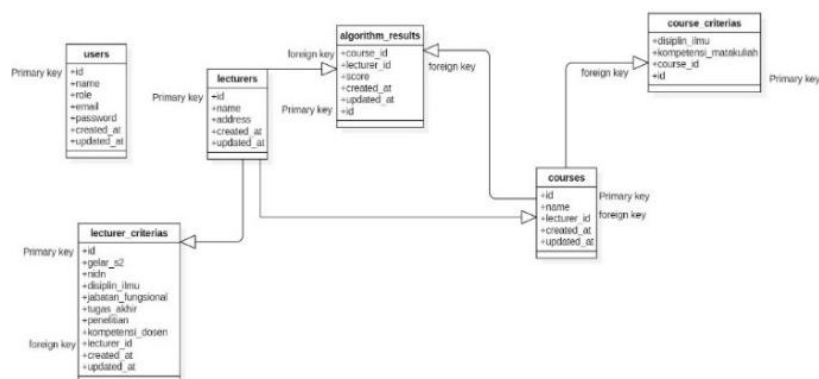 users
Primary key
+id
+name
+role
+email
+password
+created_at
+updated_at
lecturers
Primary key
+id
+name
+address
+created_at
+updated_at
algorithm_results
foreign key
+course_id
+lecturer_id
foreign key
+score
+created_at
+updated_at
Primary key
+id
course_criterias
+disiplin_ilmu
+kompetensi_matakuliah
foreign key
+course_id
+id
Primary key
courses
+id
Primary key
+name
+lecturer_id
foreign key
+created_at
+updated_at
lecturer_criterias
Primary key
+id
+gelar_s2
+nidn
+disiplin_ilmu
+jabatan_fungsional
+tugas_akhir
+penelitian
+kompetensi_dosen
foreign key
+lecturer_id
+created_at
+updated_at